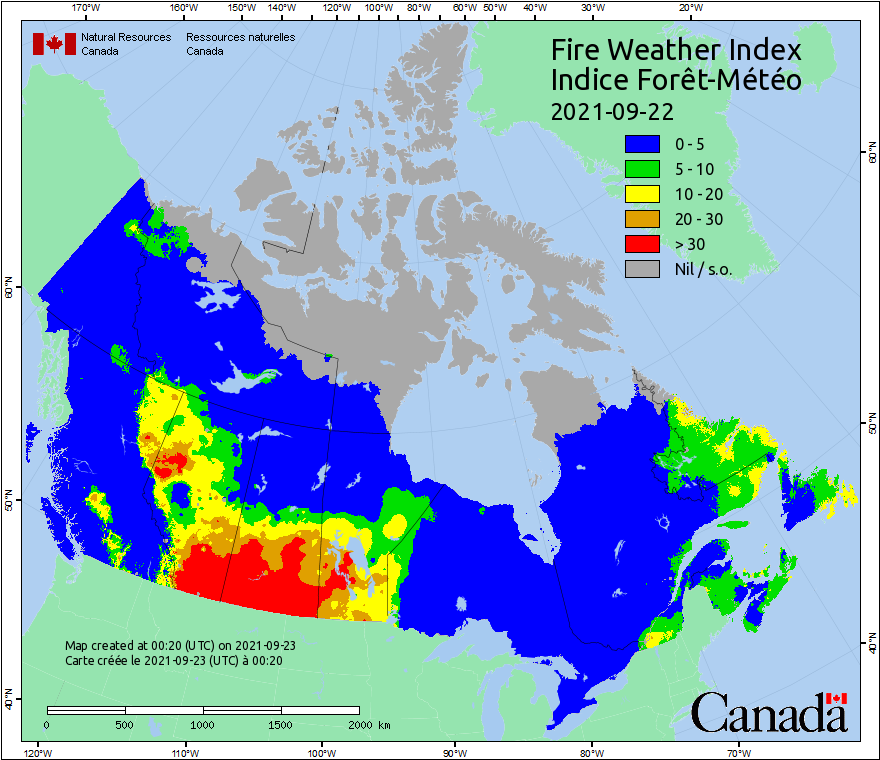 170°W 160°W 150°W 140°W 130°W 120°W 110°W 100°W 90°W 80°W 60°W 50°W 40°W 30°W 20°W
Natural Resources Ressources naturelles
Canada Canada
Fire Weather Index
Indice Forêt-Météo
2021-09-22
0 - 5
5 - 10
10 - 20
20 - 30
> 30
Nil / s.o.
60°N
60°N
50°N
50°N
40°N
40°N
Map created at 00:20 (UTC) on 2021-09-23
Carte créée le 2021-09-23 (UTC) à 00:20
0 500 1000 1500 2000 km
Canada
120°W 110°W 100°W 90°W 80°W 70°W